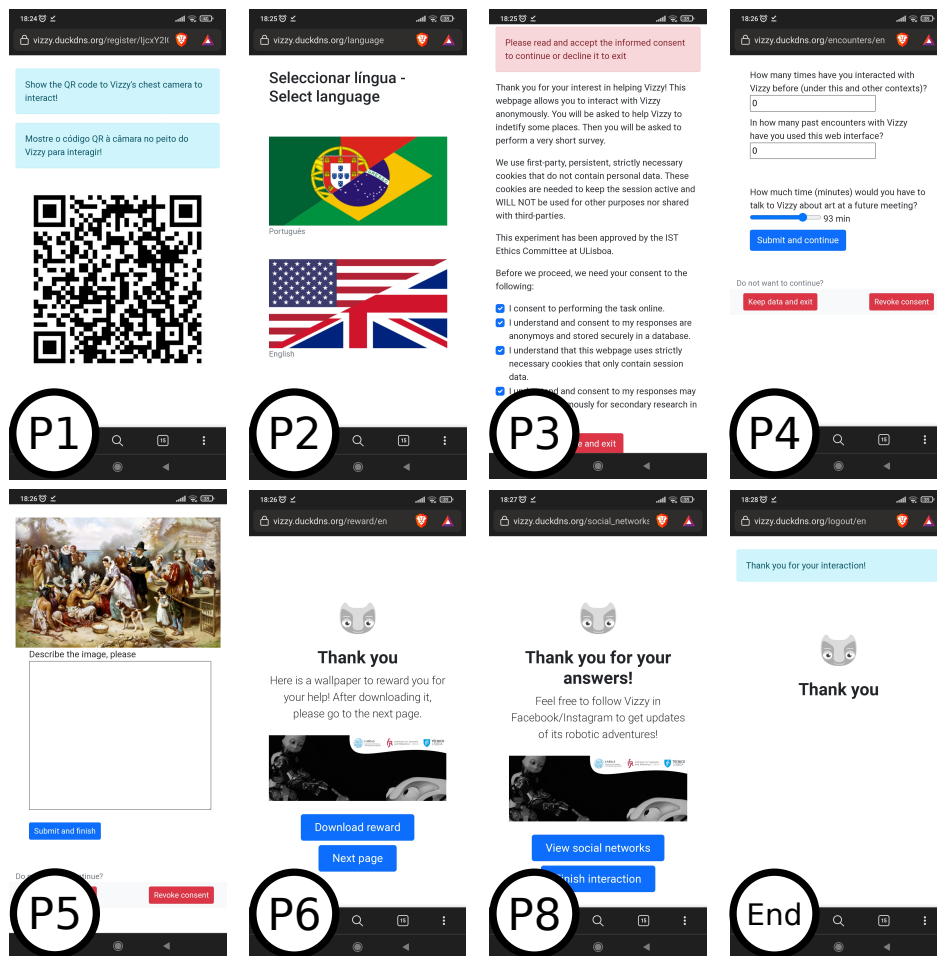 18:24
vizzy.duckdns.org/register/IjcxY2I
Show the QR code to Vizzy's chest camera to
interact!
Mostre o código QR à câmara no peito do
Vizzy para interagir!
15
P1
18:25
vizzy.duckdns.org/language
Seleccionar língua -
Select language
Português
English
15
P2
18:25
Please read and accept the informed consent
to continue or decline it to exit
Thank you for your interest in helping Vizzy! This
webpage allows you to interact with Vizzy
anonymously. You will be asked to help Vizzy to
indetify some places. Then you will be asked to
perform a very short survey.
We use first-party, persistent, strictly necessary
cookies that do not contain personal data. These
cookies are needed to keep the session active and
WILL NOT be used for other purposes nor shared
with third-parties.
This experiment has been approved by the IST
Ethics Committee at ULisboa.
Before we proceed, we need your consent to the
following:
I consent to performing the task online.
I understand and consent to my responses are
anonymoys and stored securely in a database.
I understand that this webpage uses strictly
necessary cookies that only contain session
data.
and consent to my responses may
mously for secondary research in
e and exit
P3
18:26
vizzy.duckdns.org/encounters/en
How many times have you interacted with
Vizzy before (under this and other contexts)?
0
In how many past encounters with Vizzy
have you used this web interface?
0
How much time (minutes) would you have to
talk to Vizzy about art at a future meeting?
93 min
Submit and continue
Do not want to continue?
Keep data and exit Revoke consent
15
P4
18:26
Describe the image, please
Submit and finish
Do continue?
Revoke consent
P5
18:26
vizzy.duckdns.org/reward/en
Thank you
Here is a wallpaper to reward you for
your help! After downloading it,
please go to the next page.
TÉCNICO
LISBOA
Download reward
Next page
15
P6
18:27
vizzy.duckdns.org/social_networks
Thank you for your
answers!
Feel free to follow Vizzy in
Facebook/Instagram to get updates
of its robotic adventures!
TÉCNICO
LISBOA
View social networks
inish interaction
15
P8
18:28
vizzy.duckdns.org/logout/en
Thank you for your interaction!
Thank you
15
End